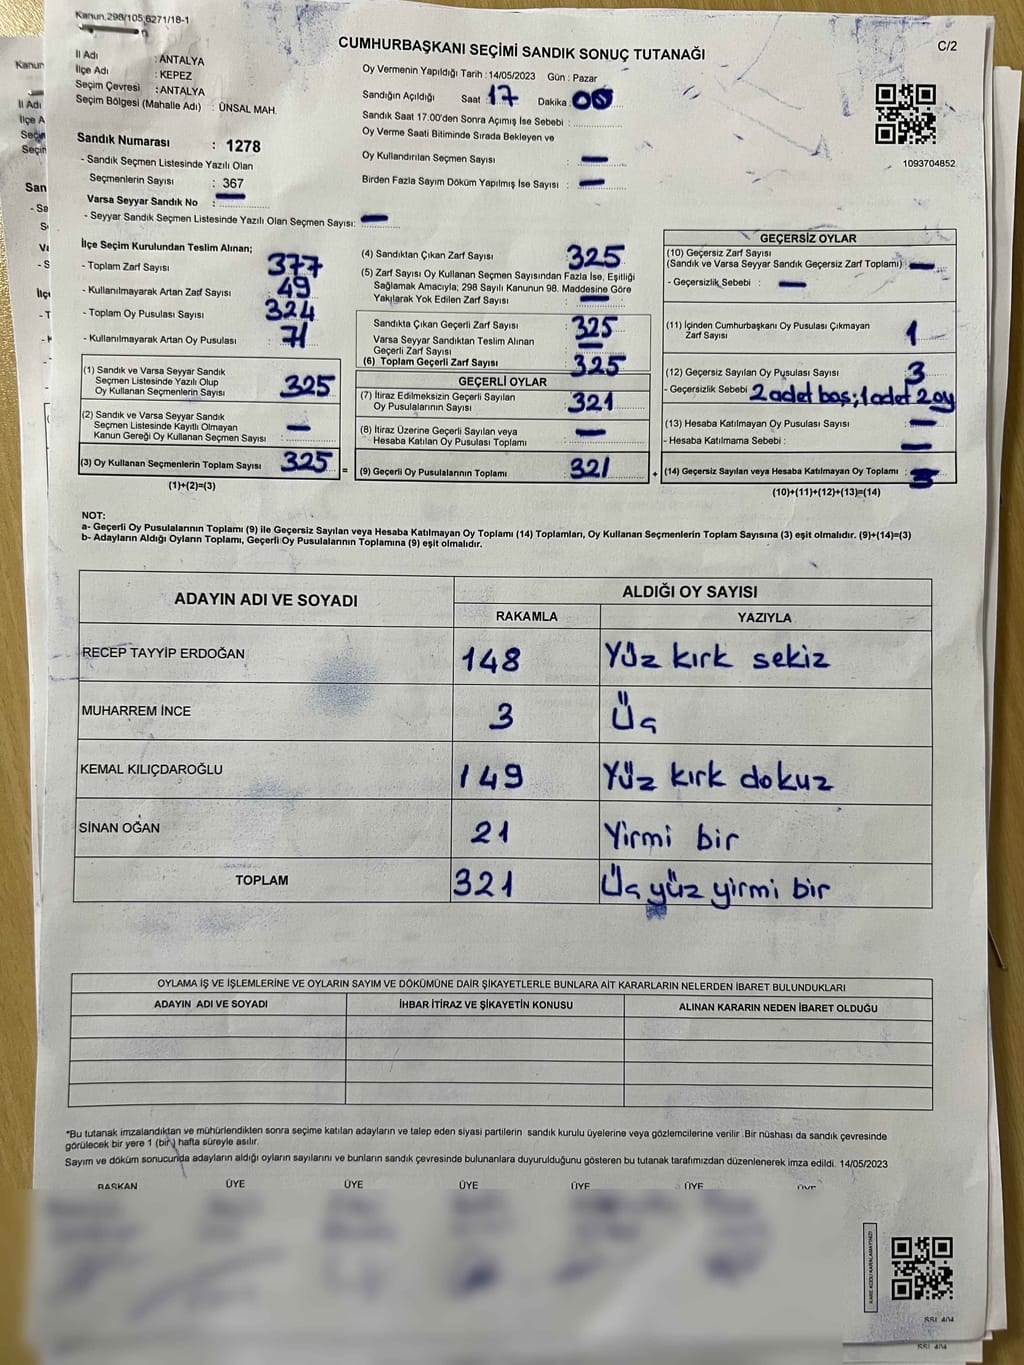 Kanun:298/105,6271/18-1
C/2
CUMHURBAŞKANI SEÇİMİ SANDIK SONUÇ TUTANAĞI
İl Adı : ANTALYA
İlçe Adı : KEPEZ
Seçim Çevresi : ANTALYA
Seçim Bölgesi (Mahalle Adı) : ÜNSAL MAH.
Oy Vermenin Yapıldığı Tarih : 14/05/2023 Gün : Pazar
Sandığın Açıldığı Saat : 17 Dakika : 00
Sandık Saat 17:00'den Sonra Açımış İse Sebebi :
Oy Verme Saati Bitiminde Sırada Bekleyen ve
Oy Kullandırılan Seçmen Sayısı : —
Birden Fazla Sayım Döküm Yapılmış İse Sayısı : —
1093704852
Sandık Numarası : 1278
- Sandık Seçmen Listesinde Yazılı Olan
Seçmenlerin Sayısı : 367
Varsa Seyyar Sandık No : —
- Seyyar Sandık Seçmen Listesinde Yazılı Olan Seçmen Sayısı: —
İlçe Seçim Kurulundan Teslim Alınan;
- Toplam Zarf Sayısı : 377
- Kullanılmayarak Artan Zarf Sayısı : 49
- Toplam Oy Pusulası Sayısı : 324
- Kullanılmayarak Artan Oy Pusulası : 71
(1) Sandık ve Varsa Seyyar Sandık
Seçmen Listesinde Yazılı Olup
Oy Kullanan Seçmenlerin Sayısı : 325
(2) Sandık ve Varsa Seyyar Sandık
Seçmen Listesinde Kayıtlı Olmayan
Kanun Gereği Oy Kullanan Seçmen Sayısı : —
(3) Oy Kullanan Seçmenlerin Toplam Sayısı : 325 =
(1)+(2)=(3)
(4) Sandıktan Çıkan Zarf Sayısı : 325
(5) Zarf Sayısı Oy Kullanan Seçmen Sayısından Fazla İse, Eşitliği
Sağlamak Amacıyla; 298 Sayılı Kanunun 98. Maddesine Göre
Yakılarak Yok Edilen Zarf Sayısı : —
Sandıkta Çıkan Geçerli Zarf Sayısı : 325
Varsa Seyyar Sandıktan Teslim Alınan
Geçerli Zarf Sayısı : —
(6) Toplam Geçerli Zarf Sayısı : 325
GEÇERLİ OYLAR
(7) İtiraz Edilmeksizin Geçerli Sayılan
Oy Pusulalarının Sayısı : 321
(8) İtiraz Üzerine Geçerli Sayılan veya
Hesaba Katılan Oy Pusulası Toplamı : —
(9) Geçerli Oy Pusulalarının Toplamı : 321 +
GEÇERSİZ OYLAR
(10) Geçersiz Zarf Sayısı
(Sandık ve Varsa Seyyar Sandık Geçersiz Zarf Toplamı) : —
- Geçersizlik Sebebi : —
(11) İçinden Cumhurbaşkanı Oy Pusulası Çıkmayan
Zarf Sayısı : 1
(12) Geçersiz Sayılan Oy Pusulası Sayısı : 3
- Geçersizlik Sebebi : 2 adet boş; 1 adet 2 oy
(13) Hesaba Katılmayan Oy Pusulası Sayısı : —
- Hesaba Katılmama Sebebi : —
(14) Geçersiz Sayılan veya Hesaba Katılmayan Oy Toplamı :
(10)+(11)+(12)+(13)=(14)
NOT:
a- Geçerli Oy Pusulalarının Toplamı (9) ile Geçersiz Sayılan veya Hesaba Katılmayan Oy Toplamı (14) Toplamları, Oy Kullanan Seçmenlerin Toplam Sayısına (3) eşit olmalıdır. (9)+(14)=(3)
b- Adayların Aldığı Oyların Toplamı, Geçerli Oy Pusulalarının Toplamına (9) eşit olmalıdır.
ADAYIN ADI VE SOYADI ALDIĞI OY SAYISI
RAKAMLA YAZIYLA
RECEP TAYYİP ERDOĞAN 148 Yüz kırk sekiz
MUHARREM İNCE 3 Üç
KEMAL KILIÇDAROĞLU 149 Yüz kırk dokuz
SİNAN OĞAN 21 Yirmi bir
TOPLAM 321 Üç yüz yirmi bir
OYLAMA İŞ VE İŞLEMLERİNE VE OYLARIN SAYIM VE DÖKÜMÜNE DAİR ŞİKAYETLERLE BUNLARA AİT KARARLARIN NELERDEN İBARET BULUNDUKLARI
ADAYIN ADI VE SOYADI İHBAR İTİRAZ VE ŞİKAYETİN KONUSU ALINAN KARARIN NEDEN İBARET OLDUĞU
*Bu tutanak imzalandıktan ve mühürlendikten sonra seçime katılan adayların ve talep eden siyasi partilerin sandık kurulu üyelerine veya gözlemcilerine verilir .Bir nüshası da sandık çevresinde
görülecek bir yere 1 (bir ) hafta süreyle asılır.
Sayım ve döküm sonucunda adayların aldığı oyların sayılarını ve bunların sandık çevresinde bulunanlara duyurulduğunu gösteren bu tutanak tarafımızdan düzenlenerek imza edildi. 14/05/2023
BAŞKAN ÜYE ÜYE ÜYE ÜYE ÜYE ÜYE